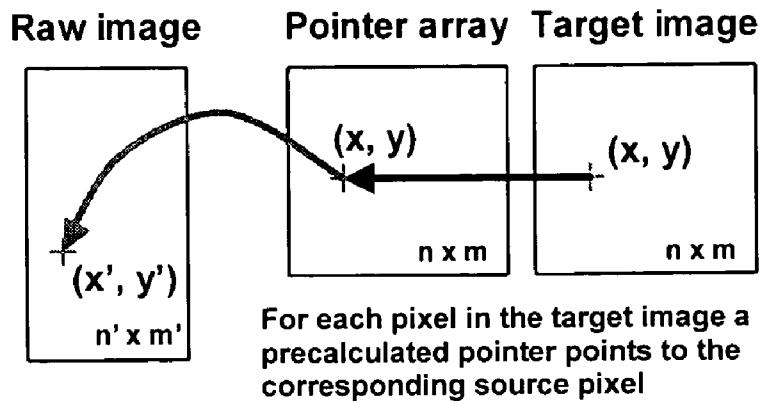 Raw image
Pointer array
Target image
(x, y)
(x, y)
n x m
n x m
(x', y')
n' x m'
For each pixel in the target image a
precalculated pointer points to the
corresponding source pixel